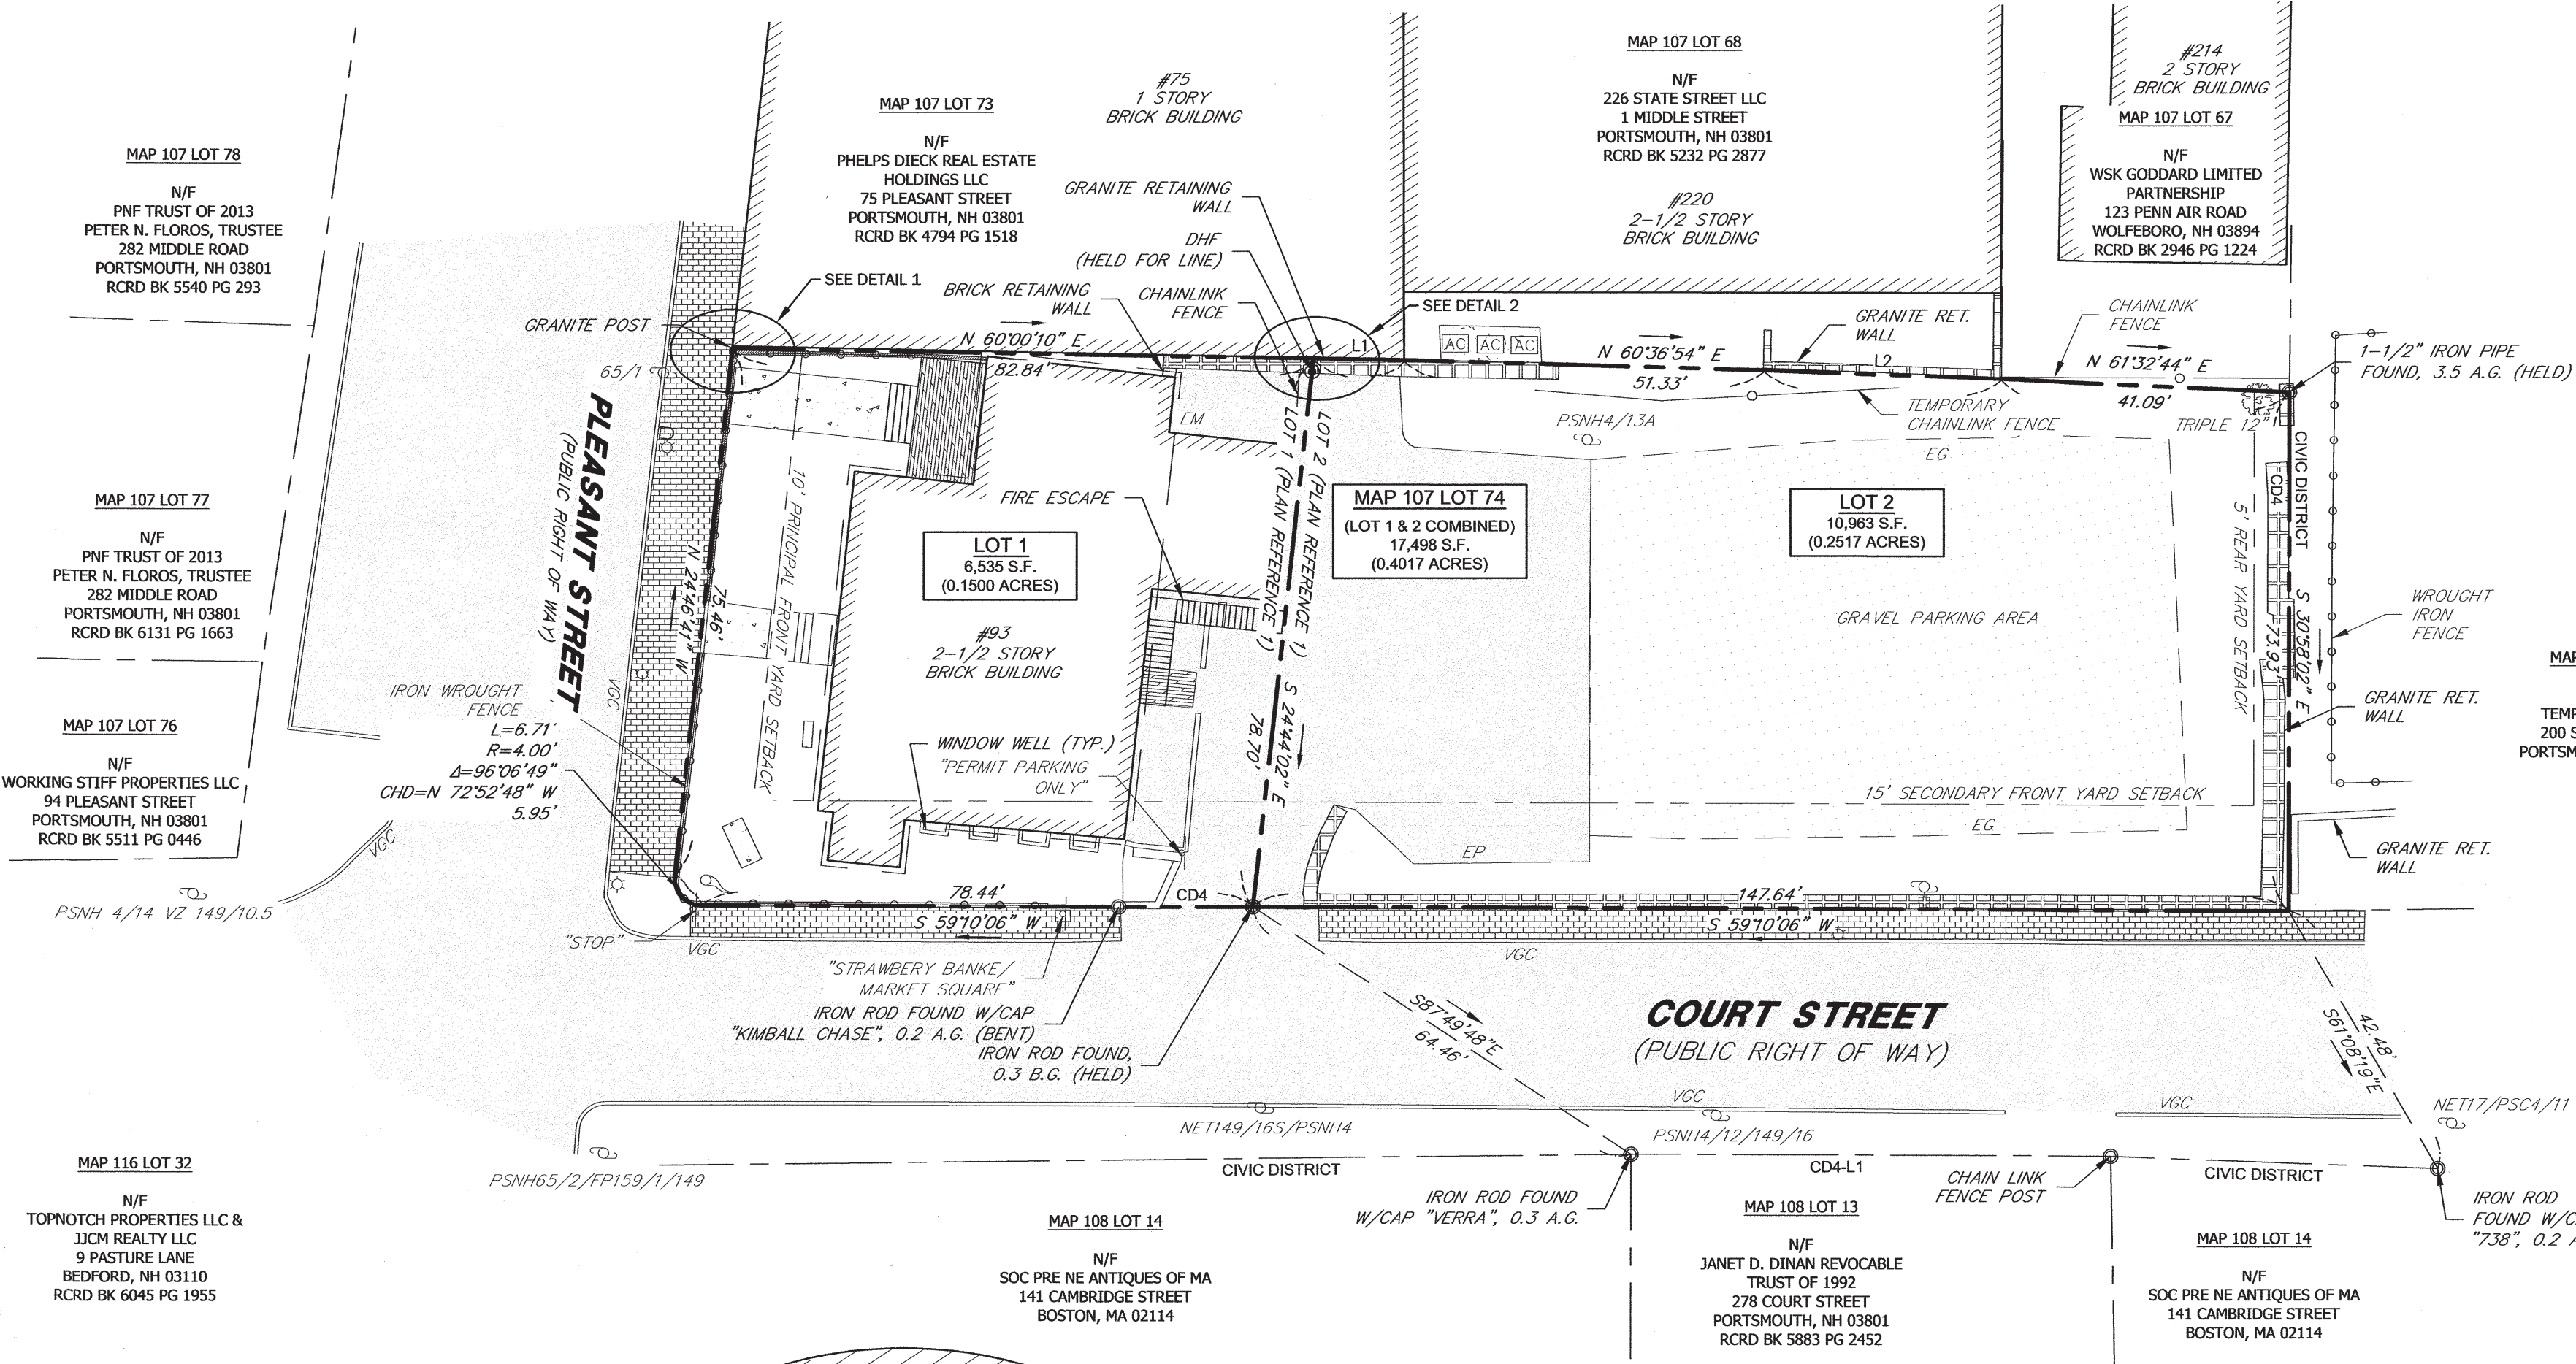 MAP 107 LOT 78
N/F
PNF TRUST OF 2013
PETER N. FLOROS, TRUSTEE
282 MIDDLE ROAD
PORTSMOUTH, NH 03801
RCRD BK 5540 PG 293
MAP 107 LOT 77
N/F
PNF TRUST OF 2013
PETER N. FLOROS, TRUSTEE
282 MIDDLE ROAD
PORTSMOUTH, NH 03801
RCRD BK 6131 PG 1663
MAP 107 LOT 76
N/F
WORKING STIFF PROPERTIES LLC
94 PLEASANT STREET
PORTSMOUTH, NH 03801
RCRD BK 5511 PG 0446
VGC
PSNH 4/14 VZ 149/10.5
MAP 116 LOT 32
N/F
TOPNOTCH PROPERTIES LLC &
JJCM REALTY LLC
9 PASTURE LANE
BEDFORD, NH 03110
RCRD BK 6045 PG 1955
MAP 107 LOT 73
N/F
PHELPS DIECK REAL ESTATE
HOLDINGS LLC
75 PLEASANT STREET
PORTSMOUTH, NH 03801
RCRD BK 4794 PG 1518
#75
1 STORY
BRICK BUILDING
GRANITE RETAINING
WALL
DHF
(HELD FOR LINE)
CHAINLINK
FENCE
BRICK RETAINING
WALL
SEE DETAIL 1
GRANITE POST
65/1
SEE DETAIL 2
L1
N 60°00'10" E
82.84'
MAP 107 LOT 68
N/F
226 STATE STREET LLC
1 MIDDLE STREET
PORTSMOUTH, NH 03801
RCRD BK 5232 PG 2877
#220
2-1/2 STORY
BRICK BUILDING
AC
AC
AC
GRANITE RET.
WALL
L2
N 60°36'54" E
51.33'
#214
2 STORY
BRICK BUILDING
MAP 107 LOT 67
N/F
WSK GODDARD LIMITED
PARTNERSHIP
123 PENN AIR ROAD
WOLFEBORO, NH 03894
RCRD BK 2946 PG 1224
CHAINLINK
FENCE
N 61°32'44" E
41.09'
1-1/2" IRON PIPE
FOUND, 3.5 A.G. (HELD)
TRIPLE 12"
TEMPORARY
CHAINLINK FENCE
PSNH4/13A
EG
EM
PLEASANT STREET
(PUBLIC RIGHT OF WAY)
N 24°46'41" W
75.46'
10' PRINCIPAL FRONT YARD SETBACK
FIRE ESCAPE
LOT 1
6,535 S.F.
(0.1500 ACRES)
#93
2-1/2 STORY
BRICK BUILDING
LOT 1 (PLAN REFERENCE 1)
LOT 2 (PLAN REFERENCE 1)
S 24°44'02" E
78.70'
MAP 107 LOT 74
(LOT 1 & 2 COMBINED)
17,498 S.F.
(0.4017 ACRES)
LOT 2
10,963 S.F.
(0.2517 ACRES)
GRAVEL PARKING AREA
5' REAR YARD SETBACK
CD4
CIVIC DISTRICT
S 30°58'02" E
73.93'
WROUGHT
IRON
FENCE
GRANITE RET.
WALL
GRANITE RET.
WALL
MAP
TEMP
200 S
PORTSM
IRON WROUGHT
FENCE
VGC
L=6.71'
R=4.00'
Δ=96°06'49"
CHD=N 72°52'48" W
5.95'
WINDOW WELL (TYP.)
"PERMIT PARKING
ONLY"
15' SECONDARY FRONT YARD SETBACK
EG
EP
78.44'
S 59°10'06" W
CD4
147.64'
S 59°10'06" W
"STOP"
VGC
VGC
"STRAWBERY BANKE/
MARKET SQUARE"
IRON ROD FOUND W/CAP
"KIMBALL CHASE", 0.2 A.G. (BENT)
IRON ROD FOUND,
0.3 B.G. (HELD)
S87°49'48"E
64.46'
COURT STREET
(PUBLIC RIGHT OF WAY)
42.48'
S61°08'19"E
VGC
VGC
NET17/PSC4/11
NET149/16S/PSNH4
PSNH4/12/149/16
PSNH65/2/FP159/1/149
CIVIC DISTRICT
CD4-L1
CIVIC DISTRICT
CHAIN LINK
FENCE POST
IRON ROD FOUND
W/CAP "VERRA", 0.3 A.G.
IRON ROD
FOUND W/C
"738", 0.2 A
MAP 108 LOT 14
N/F
SOC PRE NE ANTIQUES OF MA
141 CAMBRIDGE STREET
BOSTON, MA 02114
MAP 108 LOT 13
N/F
JANET D. DINAN REVOCABLE
TRUST OF 1992
278 COURT STREET
PORTSMOUTH, NH 03801
RCRD BK 5883 PG 2452
MAP 108 LOT 14
N/F
SOC PRE NE ANTIQUES OF MA
141 CAMBRIDGE STREET
BOSTON, MA 02114